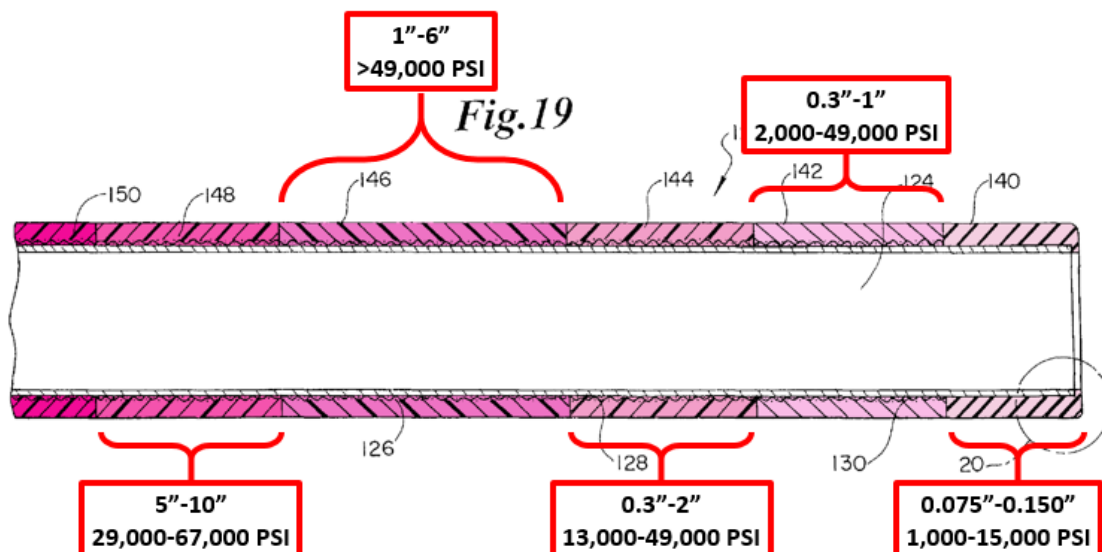 1”-6”
>49,000 PSI
Fig.19
0.3”-1”
2,000-49,000 PSI
150
148
146
144
142
124
140
126
128
130
20
5”-10”
29,000-67,000 PSI
0.3”-2”
13,000-49,000 PSI
0.075”-0.150”
1,000-15,000 PSI